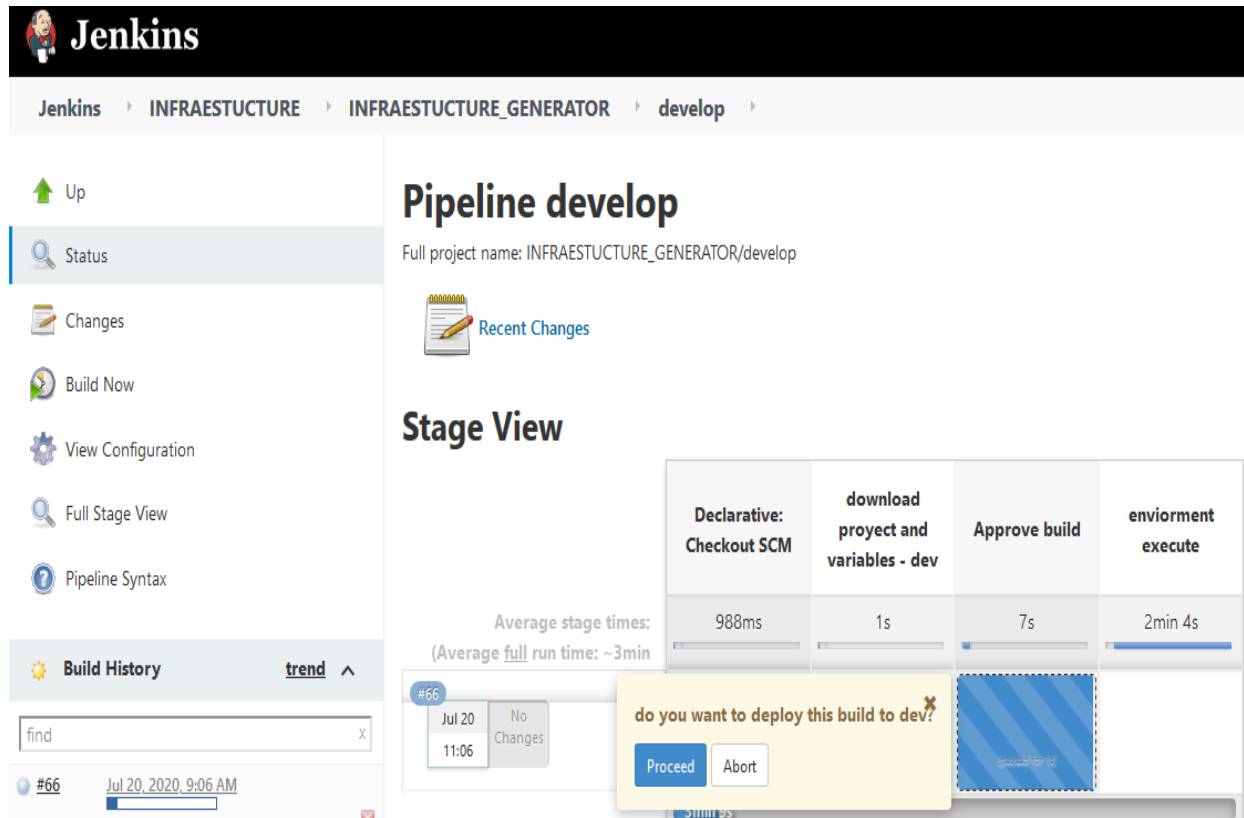 Jenkins
Jenkins INFRAESTUCTURE INFRAESTUCTURE_GENERATOR develop
Up
Status
Changes
Build Now
View Configuration
Full Stage View
Pipeline Syntax
Build History trend
find X
#66 Jul 20, 2020, 9:06 AM
Pipeline develop
Full project name: INFRAESTUCTURE_GENERATOR/develop
Recent Changes
Stage View
Declarative:
Checkout SCM
download
proyect and
variables - dev
Approve build
enviorment
execute
Average stage times:
988ms 1s 7s 2min 4s
(Average full run time: ~3min
#66
Jul 20
11:06
No
Changes
do you want to deploy this build to dev?
Proceed Abort